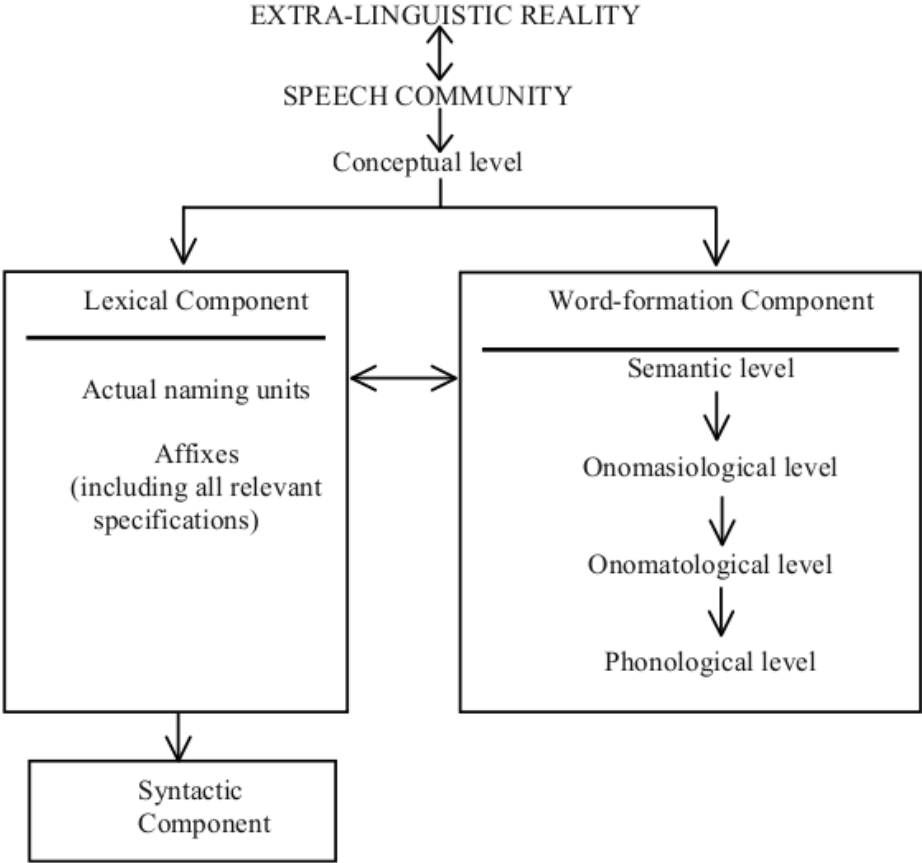 EXTRA-LINGUISTIC REALITY
SPEECH COMMUNITY
Conceptual level
Lexical Component
Actual naming units
Affixes
(including all relevant
specifications)
Word-formation Component
Semantic level
Onomasiological level
Onomatological level
Phonological level
Syntactic
Component